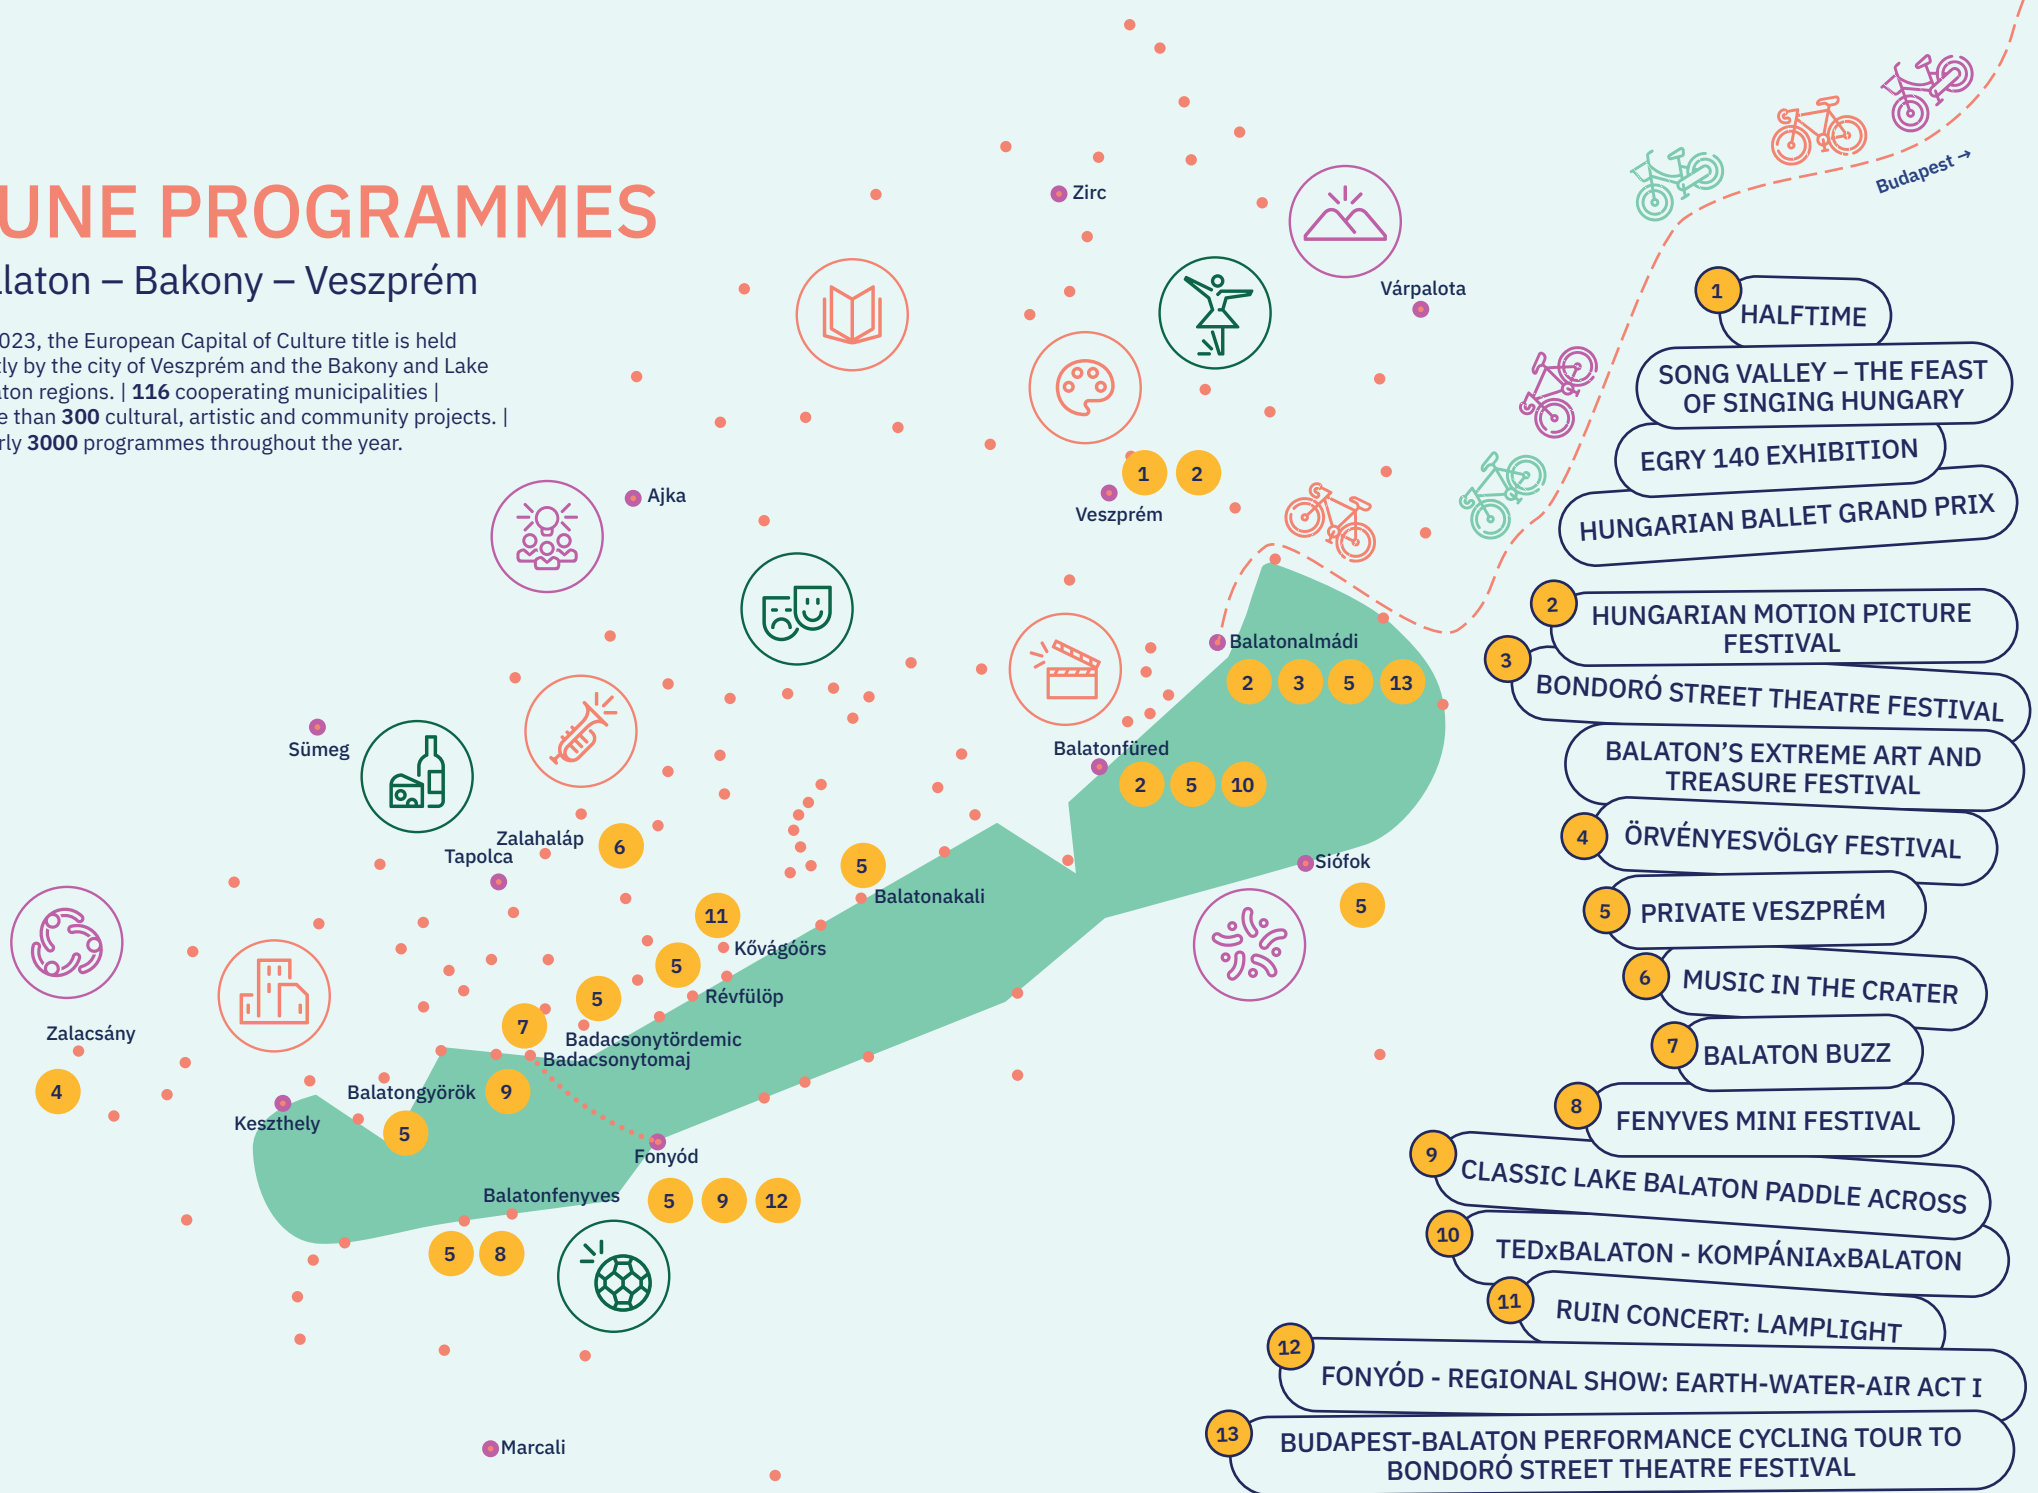 UNE PROGRAMMES
laton – Bakony – Veszprém
023, the European Capital of Culture title is held
tly by the city of Veszprém and the Bakony and Lake
aton regions. | 116 cooperating municipalities |
e than 300 cultural, artistic and community projects. |
rly 3000 programmes throughout the year.
Budapest →
Zirc
Várpalota
Ajka
1 2
Veszprém
Balatonalmádi
2 3 5 13
Sümeg
Balatonfüred
2 5 10
Zalahaláp
6
Tapolca
5
Balatonakali
Siófok
5
11
Kővágóörs
5
Révfülöp
5
7
Badacsonytördemic
Badacsonytomaj
Zalacsány
4
Balatongyörök
9
Keszthely
5
Fonyód
5 9 12
Balatonfenyves
5 8
Marcali
1
HALFTIME
SONG VALLEY – THE FEAST
OF SINGING HUNGARY
EGRY 140 EXHIBITION
HUNGARIAN BALLET GRAND PRIX
2
HUNGARIAN MOTION PICTURE
FESTIVAL
3
BONDORÓ STREET THEATRE FESTIVAL
BALATON’S EXTREME ART AND
TREASURE FESTIVAL
4
ÖRVÉNYESVÖLGY FESTIVAL
5
PRIVATE VESZPRÉM
6
MUSIC IN THE CRATER
7
BALATON BUZZ
8
FENYVES MINI FESTIVAL
9
CLASSIC LAKE BALATON PADDLE ACROSS
10
TEDxBALATON - KOMPÁNIAxBALATON
11
RUIN CONCERT: LAMPLIGHT
12
FONYÓD - REGIONAL SHOW: EARTH-WATER-AIR ACT I
13
BUDAPEST-BALATON PERFORMANCE CYCLING TOUR TO
BONDORÓ STREET THEATRE FESTIVAL